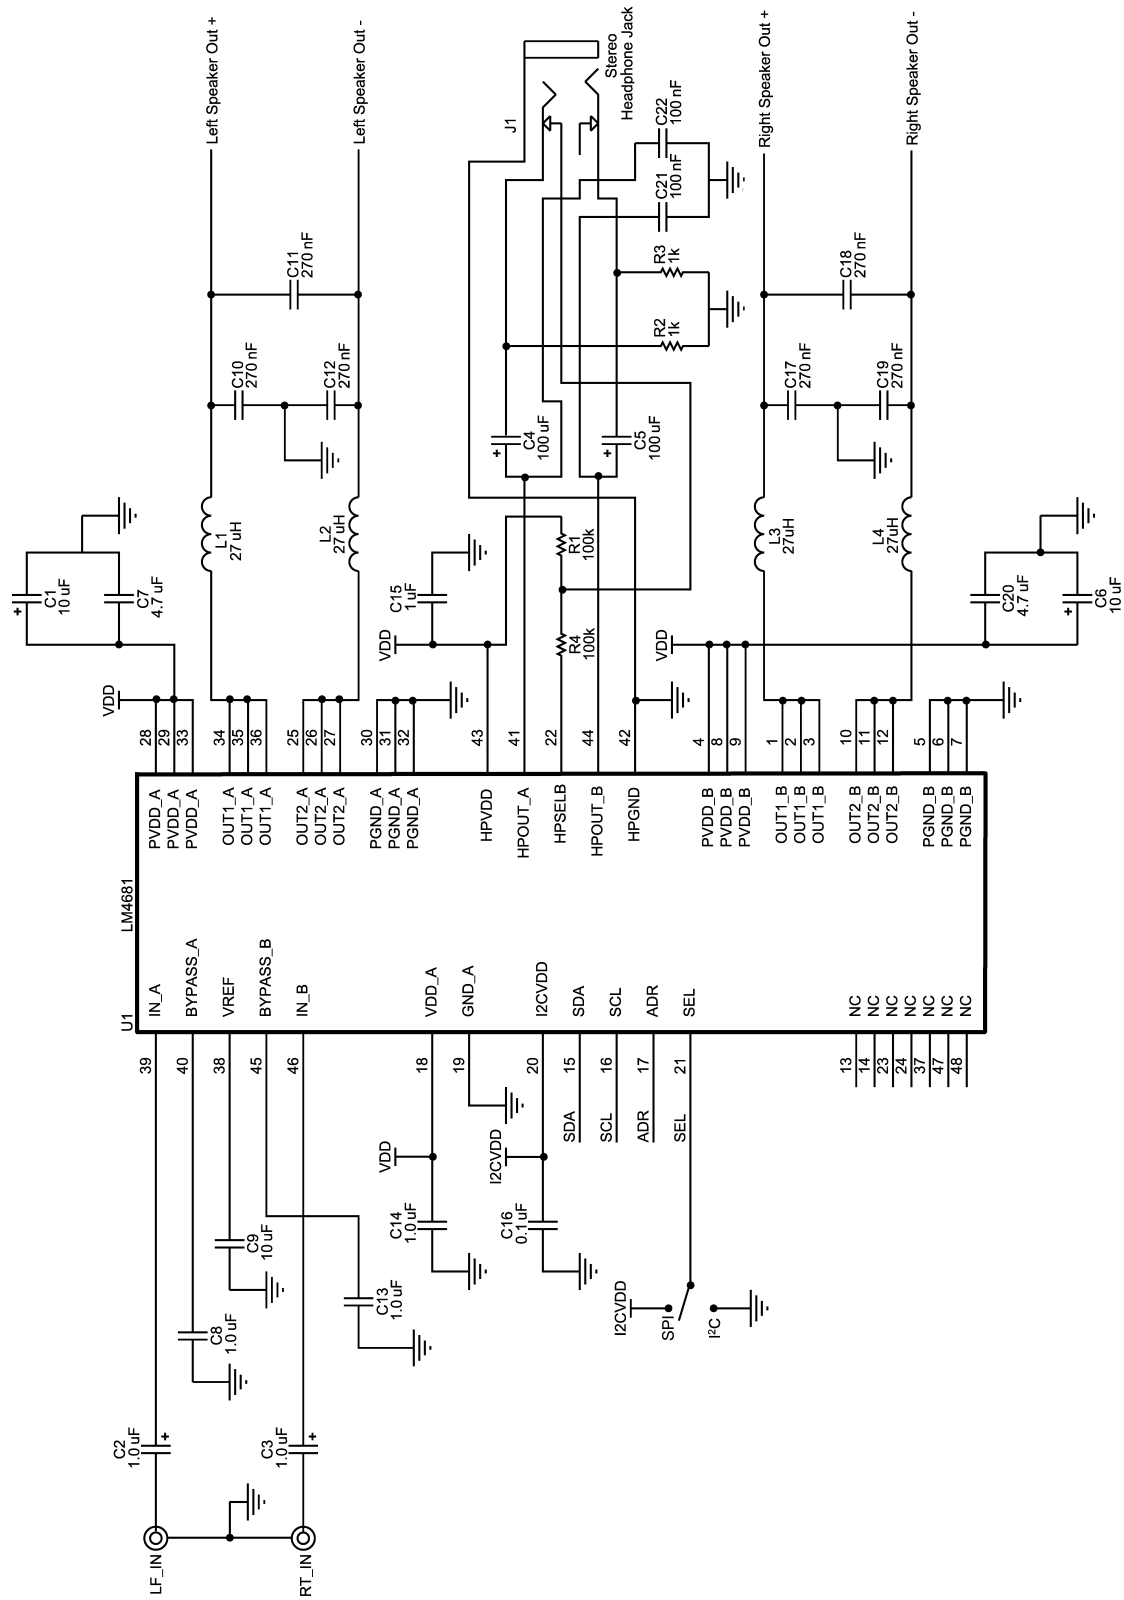 Left Speaker Out +
Left Speaker Out -
J1
Stereo
Headphone Jack
Right Speaker Out +
Right Speaker Out -
C11
270 nF
C10
270 nF
C12
270 nF
C22
100 nF
C21
100 nF
R3
1k
R2
1k
C18
270 nF
C17
270 nF
C19
270 nF
+
C4
100 uF
+
C5
100 uF
L1
27 uH
L2
27 uH
L3
27uH
L4
27uH
+
C1
10 uF
C7
4.7 uF
C15
1 uF
R1
100k
R4
100k
C20
4.7 uF
+
C6
10 uF
VDD
VDD
VDD
28
29
33
34
35
36
25
26
27
30
31
32
43
41
22
44
42
4
8
9
1
2
3
10
11
12
5
6
7
PVDD_A
PVDD_A
PVDD_A
OUT1_A
OUT1_A
OUT1_A
OUT2_A
OUT2_A
OUT2_A
PGND_A
PGND_A
PGND_A
HPVDD
HPOUT_A
HPSELB
HPOUT_B
HPGND
PVDD_B
PVDD_B
PVDD_B
OUT1_B
OUT1_B
OUT1_B
OUT2_B
OUT2_B
OUT2_B
PGND_B
PGND_B
PGND_B
LM4681
U1
IN_A
BYPASS_A
VREF
BYPASS_B
IN_B
VDD_A
GND_A
I2CVDD
SDA
SCL
ADR
SEL
NC
NC
NC
NC
NC
NC
NC
39
40
38
45
46
18
19
20
15
16
17
21
13
14
23
24
37
47
48
SDA
SCL
ADR
SEL
VDD
I2CVDD
C14
1.0 uF
C16
0.1 uF
C9
10 uF
C13
1.0 uF
C8
1.0 uF
I2CVDD
SPI
I²C
C2
1.0 uF
+
C3
1.0 uF
+
LF_IN
RT_IN